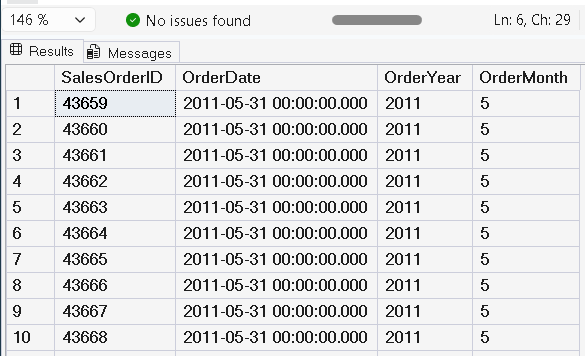 146 % No issues found Ln: 6, Ch: 29
Results Messages
SalesOrderID OrderDate OrderYear OrderMonth
1 43659 2011-05-31 00:00:00.000 2011 5
2 43660 2011-05-31 00:00:00.000 2011 5
3 43661 2011-05-31 00:00:00.000 2011 5
4 43662 2011-05-31 00:00:00.000 2011 5
5 43663 2011-05-31 00:00:00.000 2011 5
6 43664 2011-05-31 00:00:00.000 2011 5
7 43665 2011-05-31 00:00:00.000 2011 5
8 43666 2011-05-31 00:00:00.000 2011 5
9 43667 2011-05-31 00:00:00.000 2011 5
10 43668 2011-05-31 00:00:00.000 2011 5